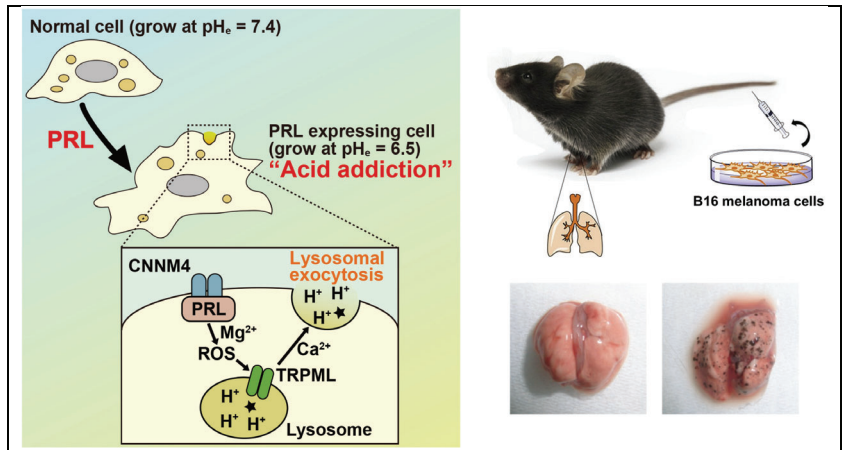 Normal cell (grow at pHe = 7.4)
PRL
PRL expressing cell
(grow at pHe = 6.5)
“Acid addiction”
CNNM4
Lysosomal
exocytosis
H⁺ H⁺
H⁺
PRL
Mg²⁺
ROS
Ca²⁺
TRPML
H⁺
H⁺
H⁺ H⁺
Lysosome
B16 melanoma cells